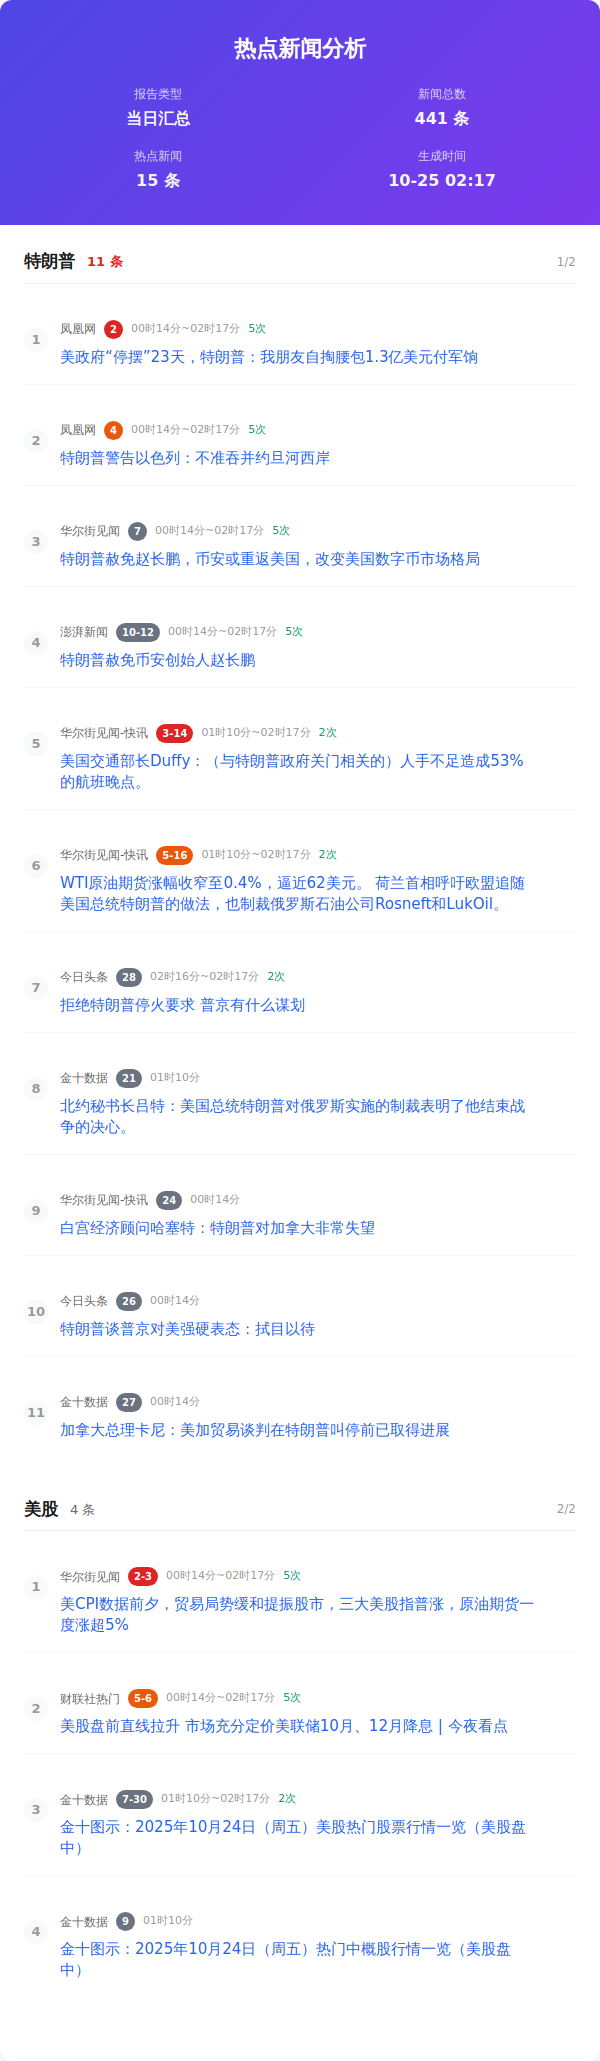 热点新闻分析
报告类型
新闻总数
当日汇总
441 条
热点新闻
生成时间
15 条
10-25 02:17
特朗普 11 条 1/2
1 凤凰网 2 00时14分~02时17分 5次
美政府“停摆”23天，特朗普：我朋友自掏腰包1.3亿美元付军饷
2 凤凰网 4 00时14分~02时17分 5次
特朗普警告以色列：不准吞并约旦河西岸
3 华尔街见闻 7 00时14分~02时17分 5次
特朗普赦免赵长鹏，币安或重返美国，改变美国数字币市场格局
4 澎湃新闻 10-12 00时14分~02时17分 5次
特朗普赦免币安创始人赵长鹏
5 华尔街见闻-快讯 3-14 01时10分~02时17分 2次
美国交通部长Duffy：（与特朗普政府关门相关的）人手不足造成53%
的航班晚点。
6 华尔街见闻-快讯 5-16 01时10分~02时17分 2次
WTI原油期货涨幅收窄至0.4%，逼近62美元。 荷兰首相呼吁欧盟追随
美国总统特朗普的做法，也制裁俄罗斯石油公司Rosneft和LukOil。
7 今日头条 28 02时16分~02时17分 2次
拒绝特朗普停火要求 普京有什么谋划
8 金十数据 21 01时10分
北约秘书长吕特：美国总统特朗普对俄罗斯实施的制裁表明了他结束战
争的决心。
9 华尔街见闻-快讯 24 00时14分
白宫经济顾问哈塞特：特朗普对加拿大非常失望
10 今日头条 26 00时14分
特朗普谈普京对美强硬表态：拭目以待
11 金十数据 27 00时14分
加拿大总理卡尼：美加贸易谈判在特朗普叫停前已取得进展
美股 4 条 2/2
1 华尔街见闻 2-3 00时14分~02时17分 5次
美CPI数据前夕，贸易局势缓和提振股市，三大美股指普涨，原油期货一
度涨超5%
2 财联社热门 5-6 00时14分~02时17分 5次
美股盘前直线拉升 市场充分定价美联储10月、12月降息 | 今夜看点
3 金十数据 7-30 01时10分~02时17分 2次
金十图示：2025年10月24日（周五）美股热门股票行情一览（美股盘
中）
4 金十数据 9 01时10分
金十图示：2025年10月24日（周五）热门中概股行情一览（美股盘
中）